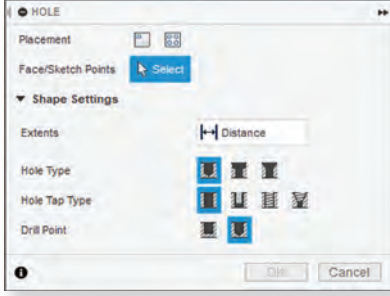 HOLE
Placement
Face/Sketch Points Select
Shape Settings
Extents Distance
Hole Type
Hole Tap Type
Drill Point
OK Cancel